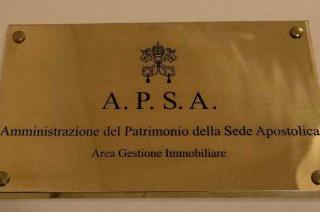 A. P. S. A.
Amministrazione del Patrimonio della Sede Apostolica
Area Gestione Immobiliare